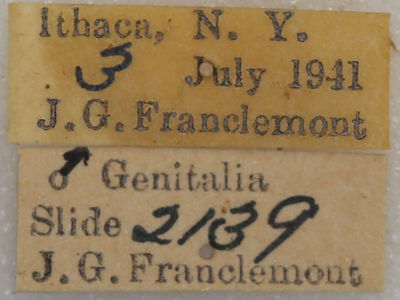 Ithaca, N. Y.
3 July 1941
J. G. Franclemont
♂ Genitalia
Slide 2139
J. G. Franclemont